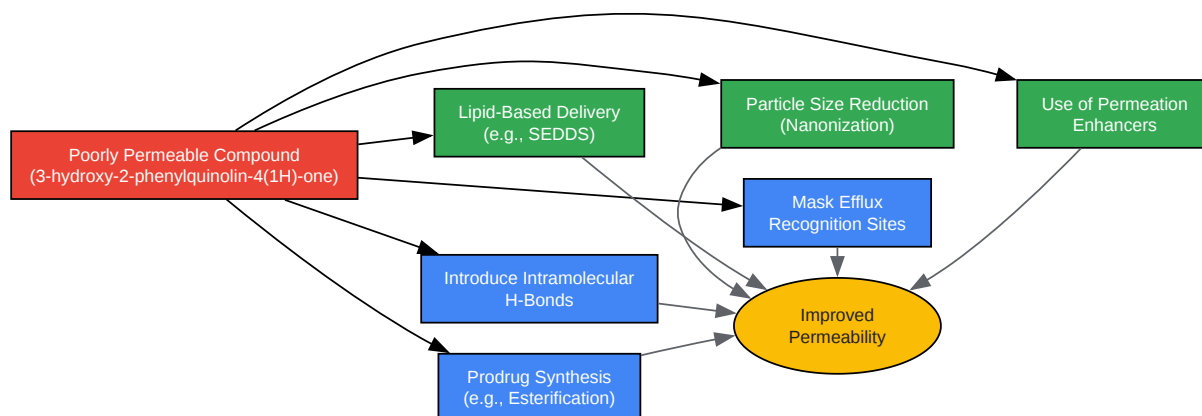 Poorly Permeable Compound
(3-hydroxy-2-phenylquinolin-4(1H)-one)
Lipid-Based Delivery
(e.g., SEDDS)
Particle Size Reduction
(Nanonization)
Use of Permeation
Enhancers
Mask Efflux
Recognition Sites
Introduce Intramolecular
H-Bonds
Improved
Permeability
Prodrug Synthesis
(e.g., Esterification)